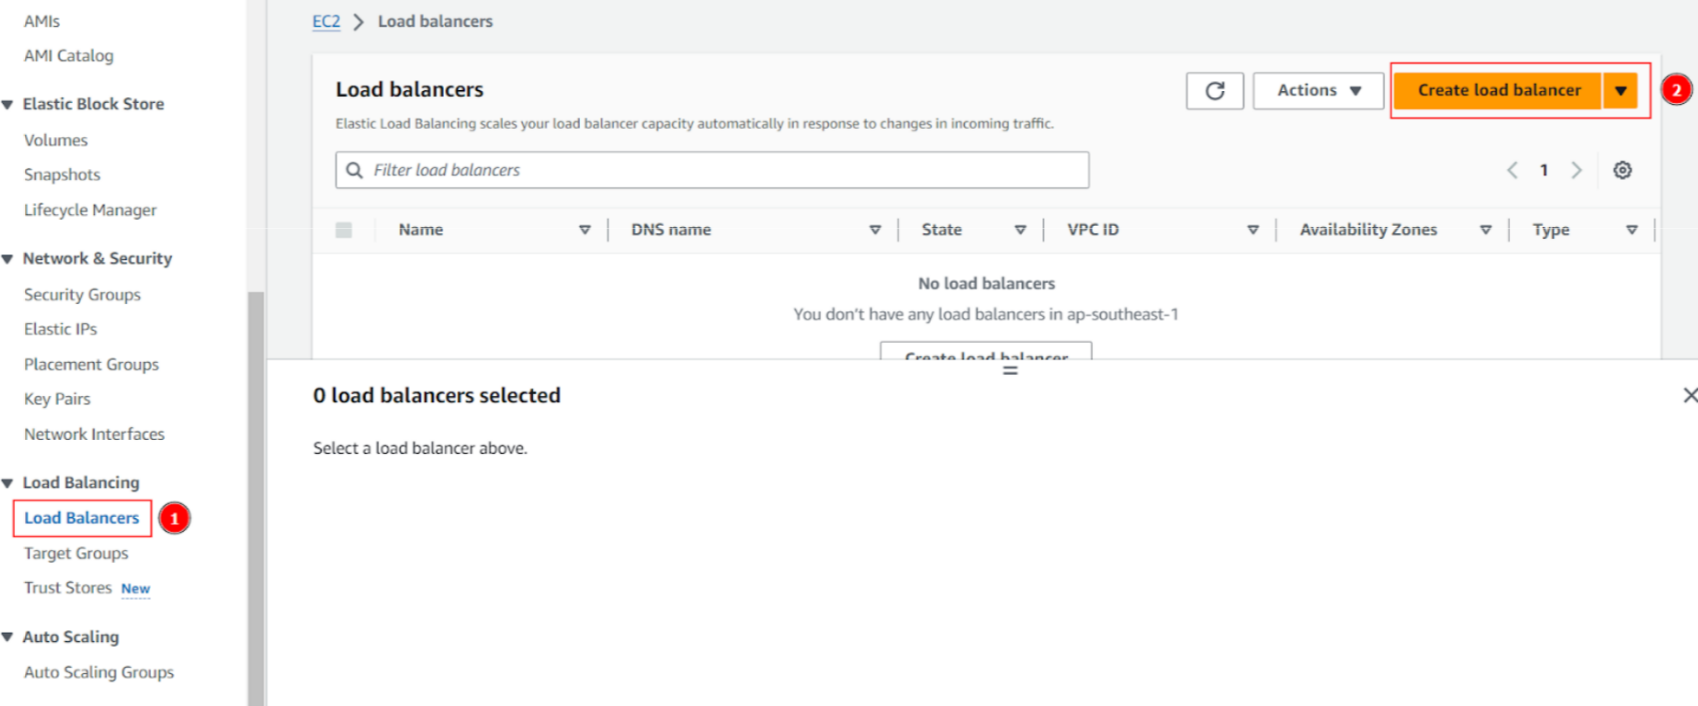 AMIs
AMI Catalog
Elastic Block Store
Volumes
Snapshots
Lifecycle Manager
Network & Security
Security Groups
Elastic IPs
Placement Groups
Key Pairs
Network Interfaces
Load Balancing
Load Balancers 1
Target Groups
Trust Stores New
Auto Scaling
Auto Scaling Groups
EC2 > Load balancers
Load balancers
Actions Create load balancer 2
Elastic Load Balancing scales your load balancer capacity automatically in response to changes in incoming traffic.
Filter load balancers
1
Name DNS name State VPC ID Availability Zones Type
No load balancers
You don't have any load balancers in ap-southeast-1
Create load balancer
0 load balancers selected
Select a load balancer above.